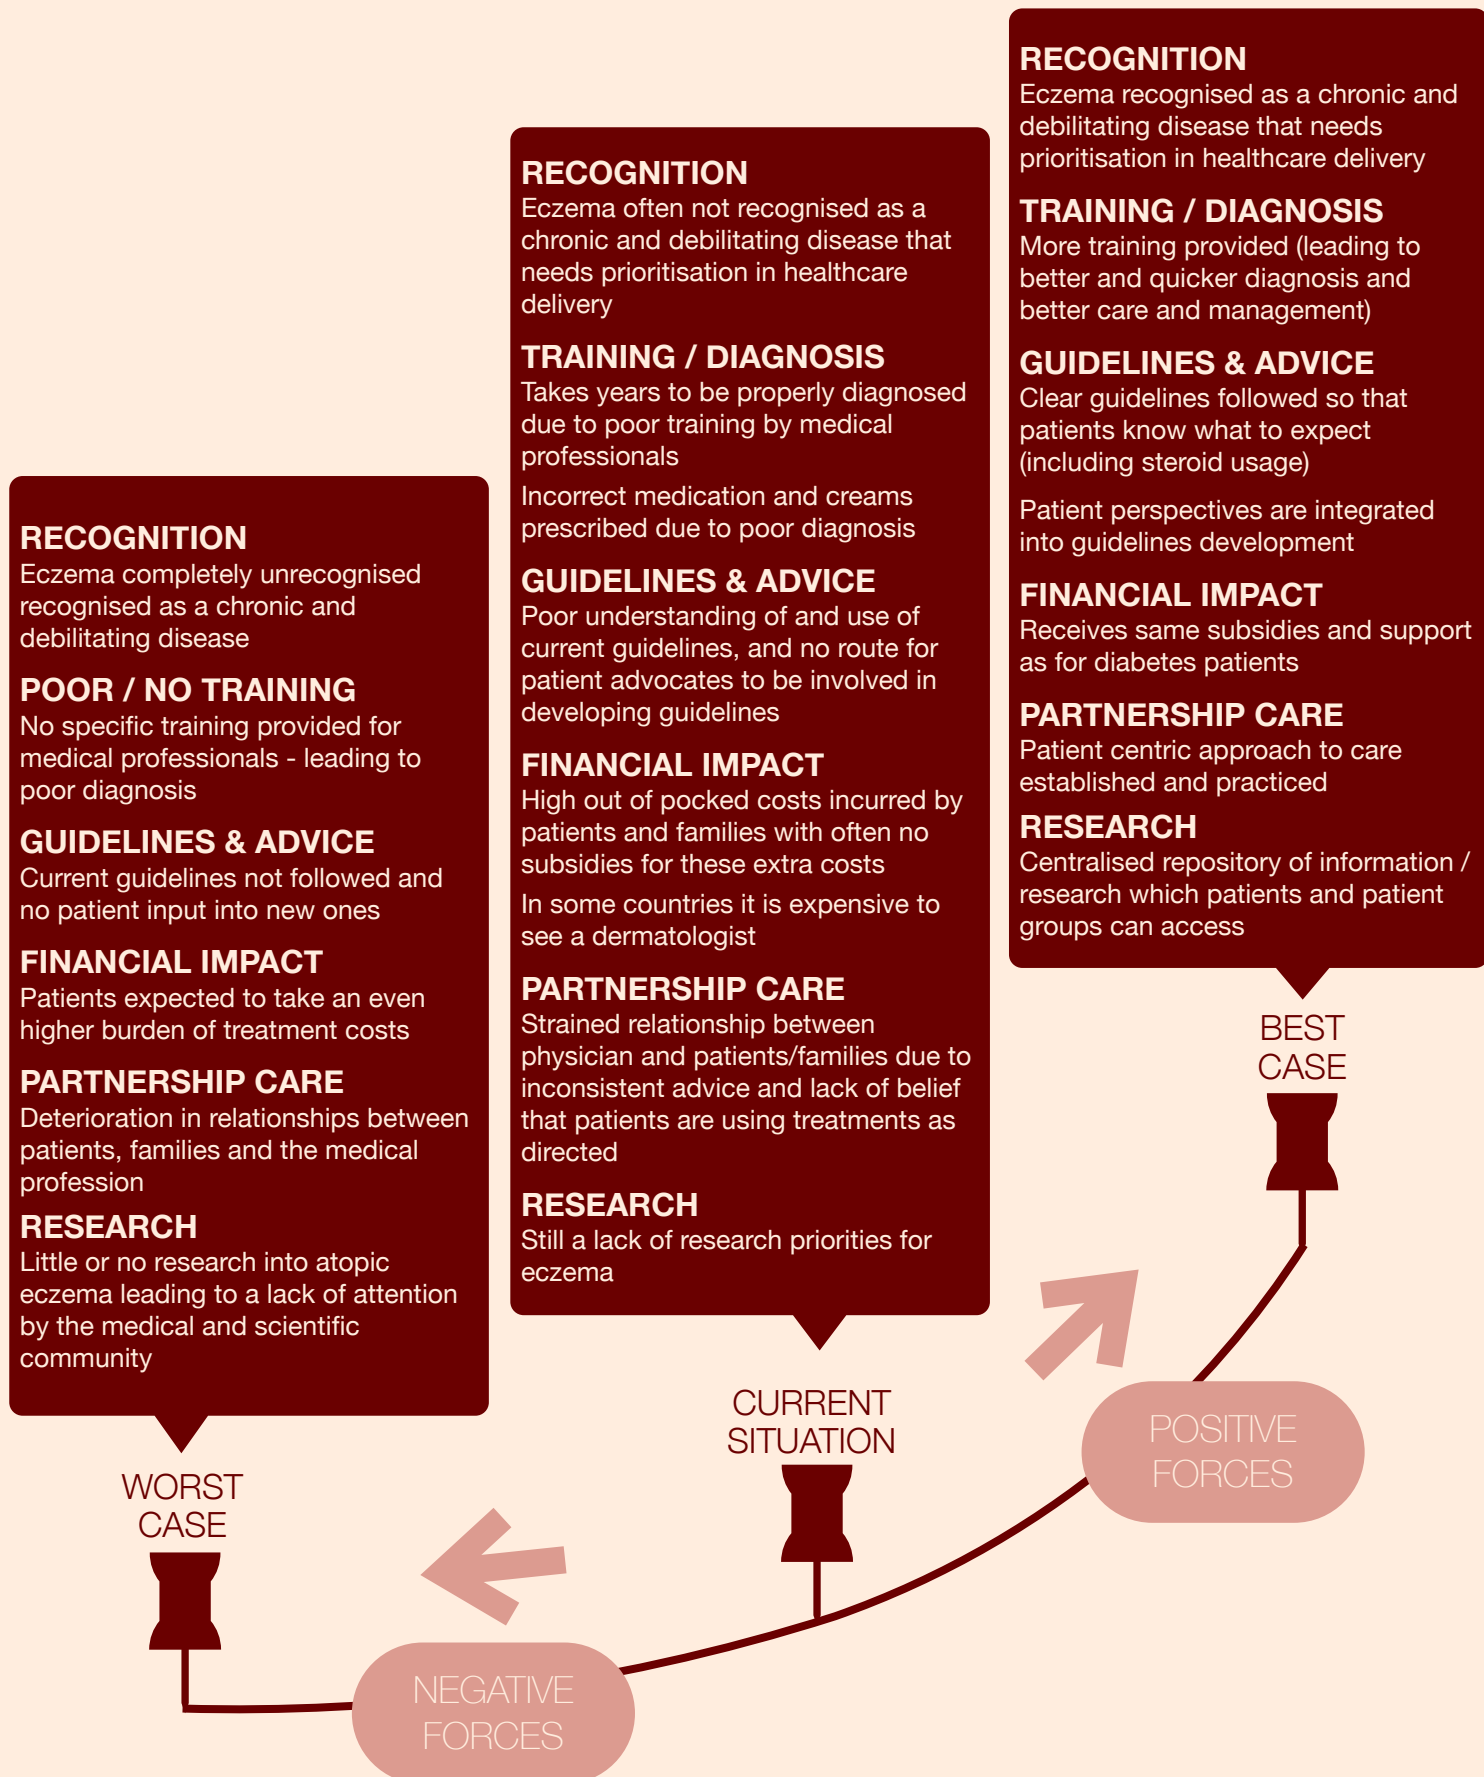 RECOGNITION
Eczema completely unrecognised
recognised as a chronic and
debilitating disease
POOR / NO TRAINING
No specific training provided for
medical professionals - leading to
poor diagnosis
GUIDELINES & ADVICE
Current guidelines not followed and
no patient input into new ones
FINANCIAL IMPACT
Patients expected to take an even
higher burden of treatment costs
PARTNERSHIP CARE
Deterioration in relationships between
patients, families and the medical
profession
RESEARCH
Little or no research into atopic
eczema leading to a lack of attention
by the medical and scientific
community
WORST
CASE
RECOGNITION
Eczema often not recognised as a
chronic and debilitating disease that
needs prioritisation in healthcare
delivery
TRAINING / DIAGNOSIS
Takes years to be properly diagnosed
due to poor training by medical
professionals
Incorrect medication and creams
prescribed due to poor diagnosis
GUIDELINES & ADVICE
Poor understanding of and use of
current guidelines, and no route for
patient advocates to be involved in
developing guidelines
FINANCIAL IMPACT
High out of pocked costs incurred by
patients and families with often no
subsidies for these extra costs
In some countries it is expensive to
see a dermatologist
PARTNERSHIP CARE
Strained relationship between
physician and patients/families due to
inconsistent advice and lack of belief
that patients are using treatments as
directed
RESEARCH
Still a lack of research priorities for
eczema
CURRENT
SITUATION
RECOGNITION
Eczema recognised as a chronic and
debilitating disease that needs
prioritisation in healthcare delivery
TRAINING / DIAGNOSIS
More training provided (leading to
better and quicker diagnosis and
better care and management)
GUIDELINES & ADVICE
Clear guidelines followed so that
patients know what to expect
(including steroid usage)
Patient perspectives are integrated
into guidelines development
FINANCIAL IMPACT
Receives same subsidies and support
as for diabetes patients
PARTNERSHIP CARE
Patient centric approach to care
established and practiced
RESEARCH
Centralised repository of information /
research which patients and patient
groups can access
BEST
CASE
POSITIVE
FORCES
NEGATIVE
FORCES